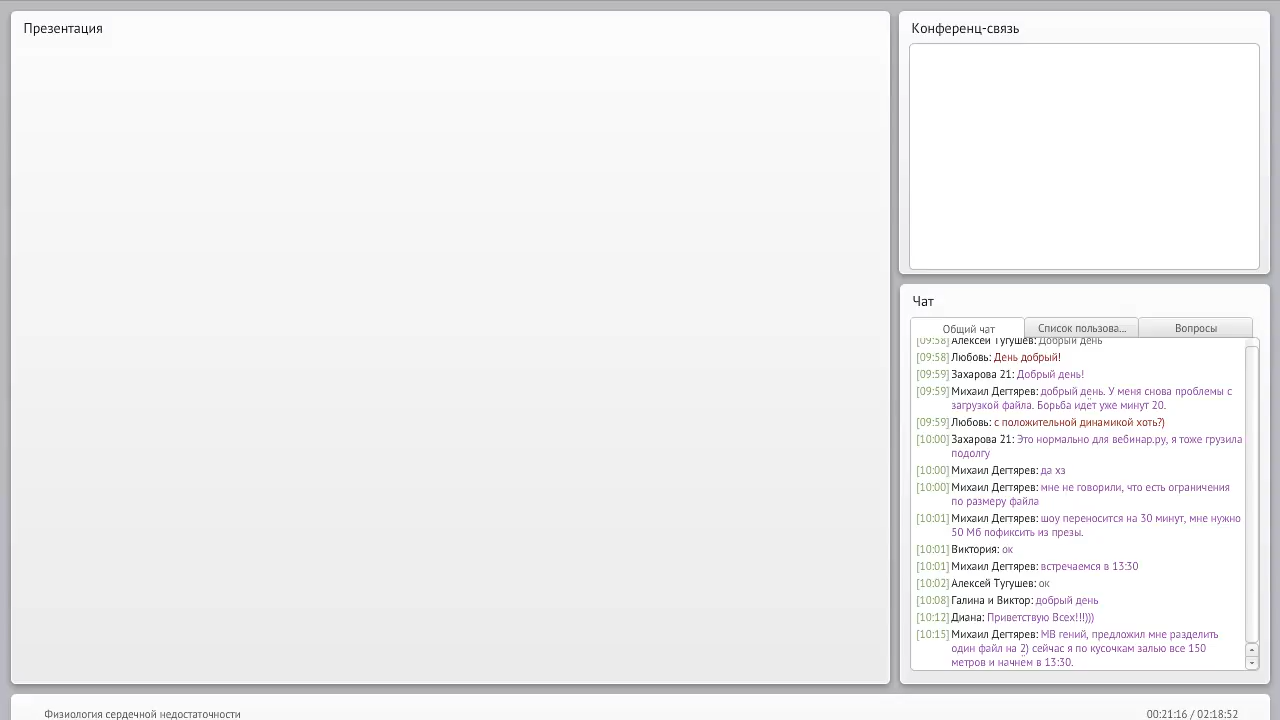 Презентация
Конференц-связь
Чат
Общий чат
Список пользова...
Вопросы
[09:58] Алексей Тугушев: Добрый день
[09:58] Любовь: День добрый!
[09:59] Захарова 21: Добрый день!
[09:59] Михаил Дегтярев: добрый день. У меня снова проблемы с
загрузкой файла. Борьба идёт уже минут 20.
[09:59] Любовь: с положительной динамикой хоть?)
[10:00] Захарова 21: Это нормально для вебинар.ру, я тоже грузила
подолгу
[10:00] Михаил Дегтярев: да хз
[10:00] Михаил Дегтярев: мне не говорили, что есть ограничения
по размеру файла
[10:01] Михаил Дегтярев: шоу переносится на 30 минут, мне нужно
50 Мб пофиксить из презы.
[10:01] Виктория: ок
[10:01] Михаил Дегтярев: встречаемся в 13:30
[10:02] Алексей Тугушев: ок
[10:08] Галина и Виктор: добрый день
[10:12] Диана: Приветствую Всех!!!)))
[10:15] Михаил Дегтярев: МВ гений, предложил мне разделить
один файл на 2) сейчас я по кусочкам залью все 150
метров и начнем в 13:30.
Физиология сердечной недостаточности
00:21:16 / 02:18:52